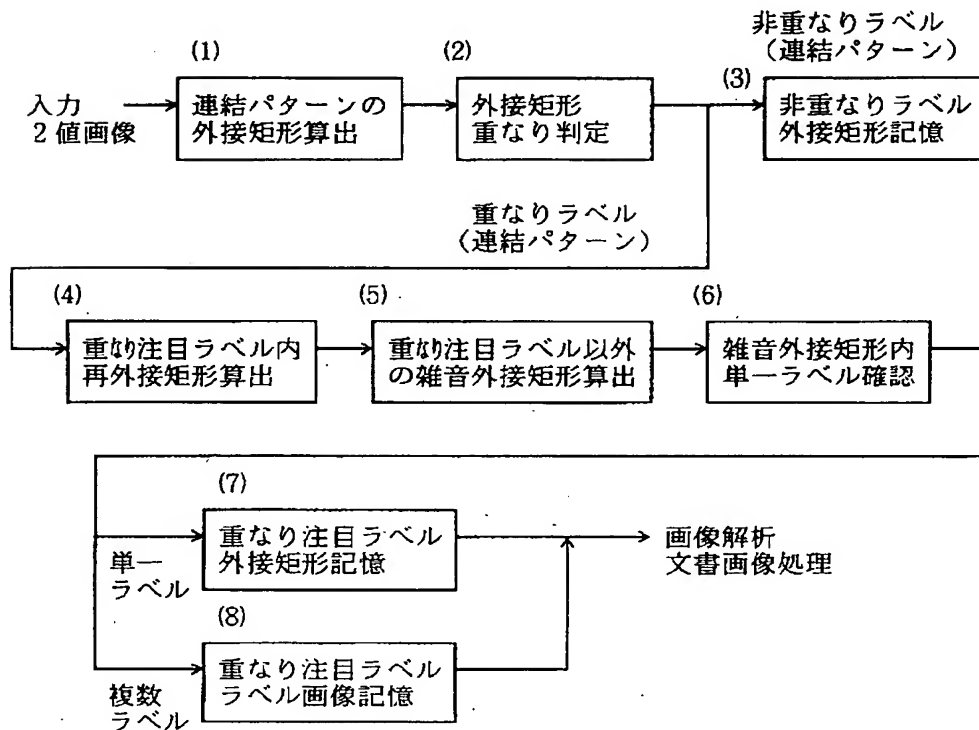 (1)
(2)
非重なりラベル
（連結パターン）
(3)
入力
２値画像
連結パターンの
外接矩形算出
外接矩形
重なり判定
非重なりラベル
外接矩形記憶
重なりラベル
（連結パターン）
(4)
(5)
(6)
重なり注目ラベル内
再外接矩形算出
重なり注目ラベル以外
の雑音外接矩形算出
雑音外接矩形内
単一ラベル確認
(7)
単一
ラベル
重なり注目ラベル
外接矩形記憶
画像解析
文書画像処理
(8)
複数
ラベル
重なり注目ラベル
ラベル画像記憶